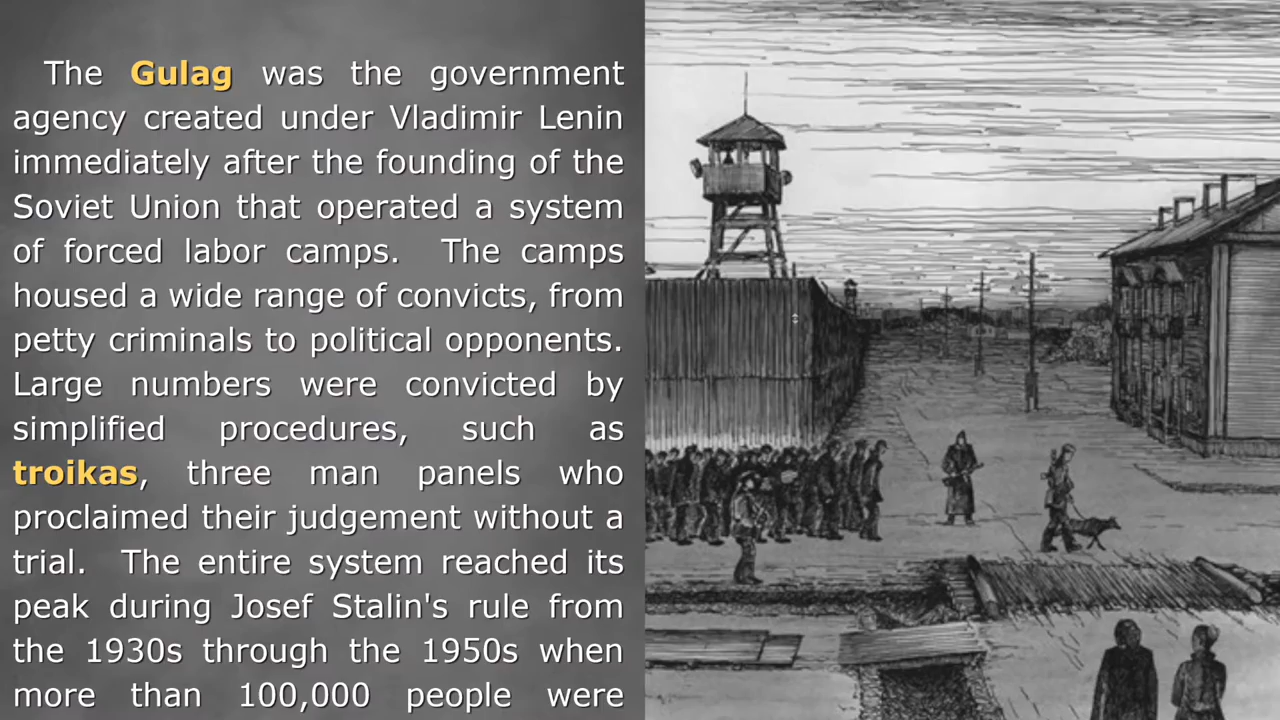 The Gulag was the government
agency created under Vladimir Lenin
immediately after the founding of the
Soviet Union that operated a system
of forced labor camps. The camps
housed a wide range of convicts, from
petty criminals to political opponents.
Large numbers were convicted by
simplified procedures, such as
troikas, three man panels who
proclaimed their judgement without a
trial. The entire system reached its
peak during Josef Stalin's rule from
the 1930s through the 1950s when
more than 100,000 people were